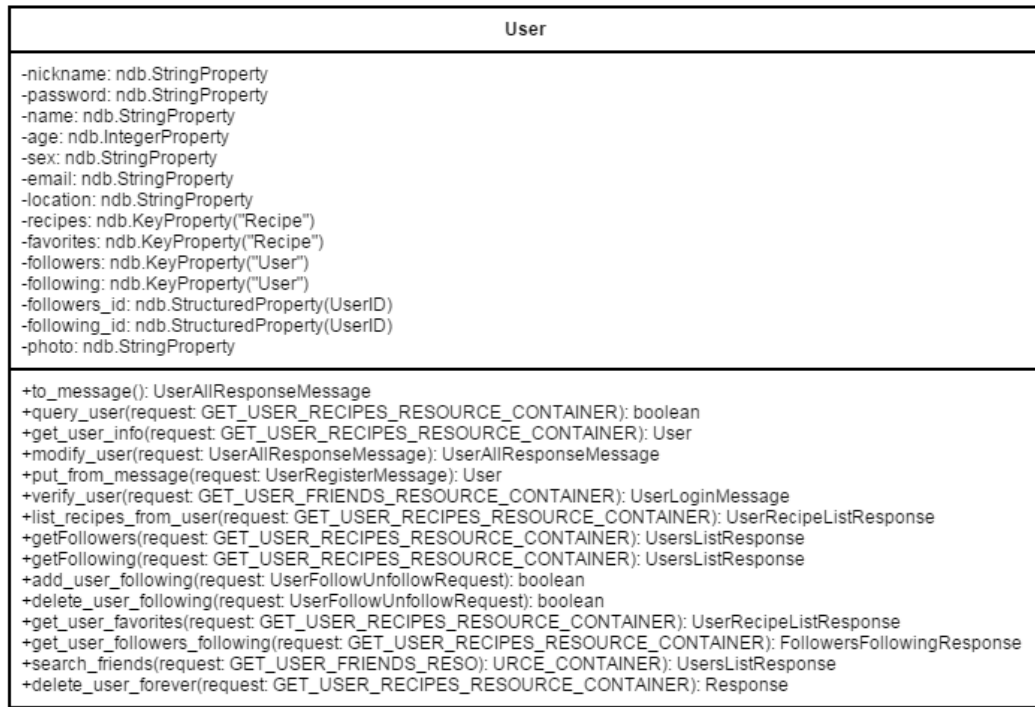 User
-nickname: ndb.StringProperty
-password: ndb.StringProperty
-name: ndb.StringProperty
-age: ndb.IntegerProperty
-sex: ndb.StringProperty
-email: ndb.StringProperty
-location: ndb.StringProperty
-recipes: ndb.KeyProperty("Recipe")
-favorites: ndb.KeyProperty("Recipe")
-followers: ndb.KeyProperty("User")
-following: ndb.KeyProperty("User")
-followers_id: ndb.StructuredProperty(UserID)
-following_id: ndb.StructuredProperty(UserID)
-photo: ndb.StringProperty
+to_message(): UserAllResponseMessage
+query_user(request: GET_USER_RECIPES_RESOURCE_CONTAINER): boolean
+get_user_info(request: GET_USER_RECIPES_RESOURCE_CONTAINER): User
+modify_user(request: UserAllResponseMessage): UserAllResponseMessage
+put_from_message(request: UserRegisterMessage): User
+verify_user(request: GET_USER_FRIENDS_RESOURCE_CONTAINER): UserLoginMessage
+list_recipes_from_user(request: GET_USER_RECIPES_RESOURCE_CONTAINER): UserRecipeListResponse
+getFollowers(request: GET_USER_RECIPES_RESOURCE_CONTAINER): UsersListResponse
+getFollowing(request: GET_USER_RECIPES_RESOURCE_CONTAINER): UsersListResponse
+add_user_following(request: UserFollowUnfollowRequest): boolean
+delete_user_following(request: UserFollowUnfollowRequest): boolean
+get_user_favorites(request: GET_USER_RECIPES_RESOURCE_CONTAINER): UserRecipeListResponse
+get_user_followers_following(request: GET_USER_RECIPES_RESOURCE_CONTAINER): FollowersFollowingResponse
+search_friends(request: GET_USER_FRIENDS_RESO): URCE_CONTAINER): UsersListResponse
+delete_user_forever(request: GET_USER_RECIPES_RESOURCE_CONTAINER): Response